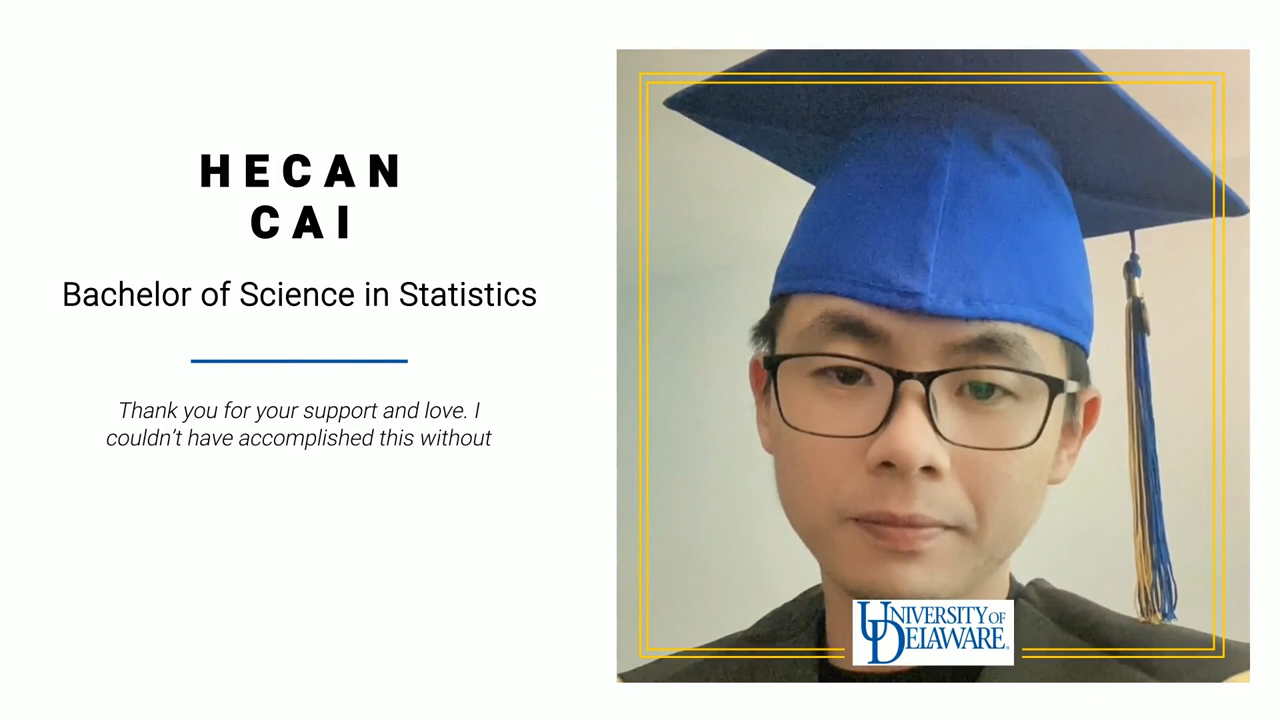 HECAN
CAI
Bachelor of Science in Statistics
Thank you for your support and love. I
couldn’t have accomplished this without
UNIVERSITY OF
DELAWARE